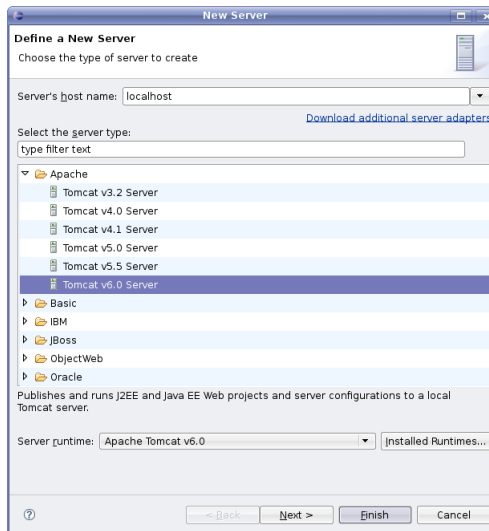 New Server
Define a New Server
Choose the type of server to create
Server's host name: localhost
Download additional server adapters
Select the server type:
type filter text
Apache
Tomcat v3.2 Server
Tomcat v4.0 Server
Tomcat v4.1 Server
Tomcat v5.0 Server
Tomcat v5.5 Server
Tomcat v6.0 Server
Basic
IBM
JBoss
ObjectWeb
Oracle
Publishes and runs J2EE and Java EE Web projects and server configurations to a local
Tomcat server.
Server runtime: Apache Tomcat v6.0 Installed Runtimes...
? < Back Next > Finish Cancel